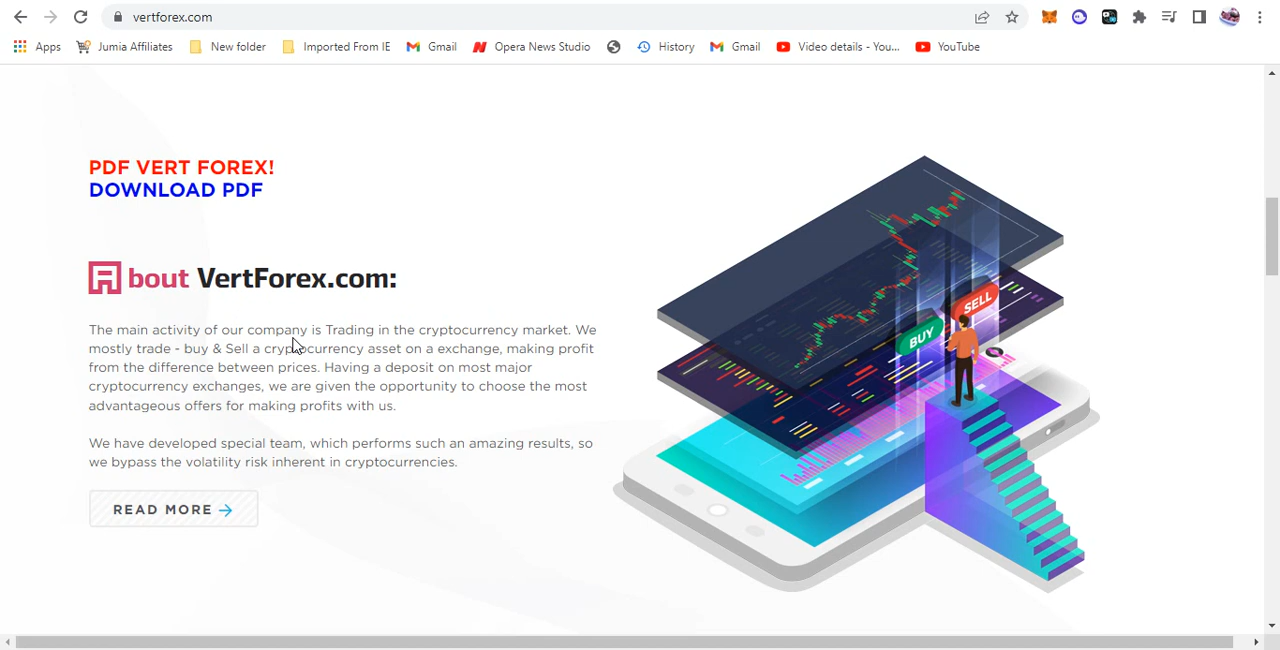 vertforex.com
Apps Jumia Affiliates New folder Imported From IE Gmail Opera News Studio History Gmail Video details - You... YouTube
PDF VERT FOREX!
DOWNLOAD PDF
About VertForex.com:
The main activity of our company is Trading in the cryptocurrency market. We
mostly trade - buy & Sell a cryptocurrency asset on a exchange, making profit
from the difference between prices. Having a deposit on most major
cryptocurrency exchanges, we are given the opportunity to choose the most
advantageous offers for making profits with us.
We have developed special team, which performs such an amazing results, so
we bypass the volatility risk inherent in cryptocurrencies.
READ MORE
SELL
BUY